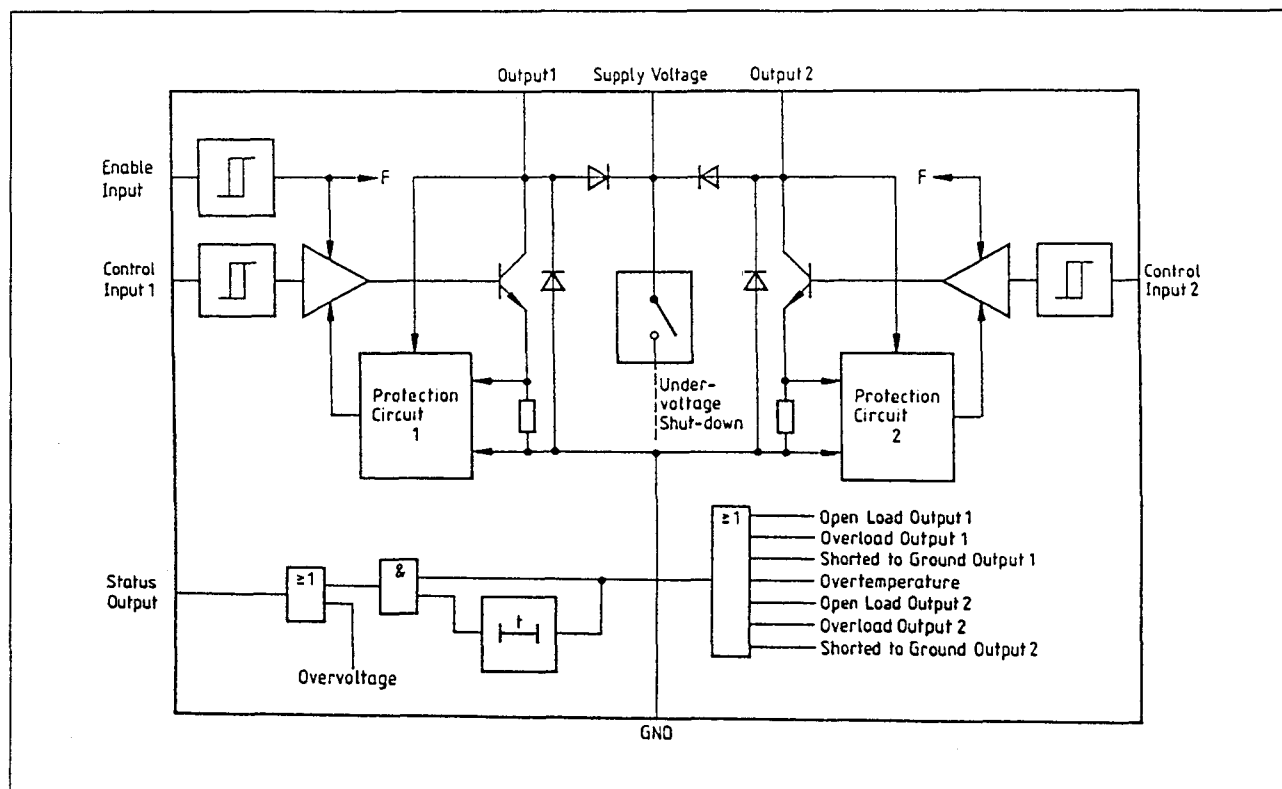 Output1 Supply Voltage Output 2
Enable
Input
F
F
Control
Input 1
Control
Input 2
Protection
Circuit
1
Under-
voltage
Shut-down
Protection
Circuit
2
≥1
Open Load Output 1
Overload Output 1
Shorted to Ground Output 1
Overtemperature
Open Load Output 2
Overload Output 2
Shorted to Ground Output 2
Status
Output
≥1
&
t
Overvoltage
GND